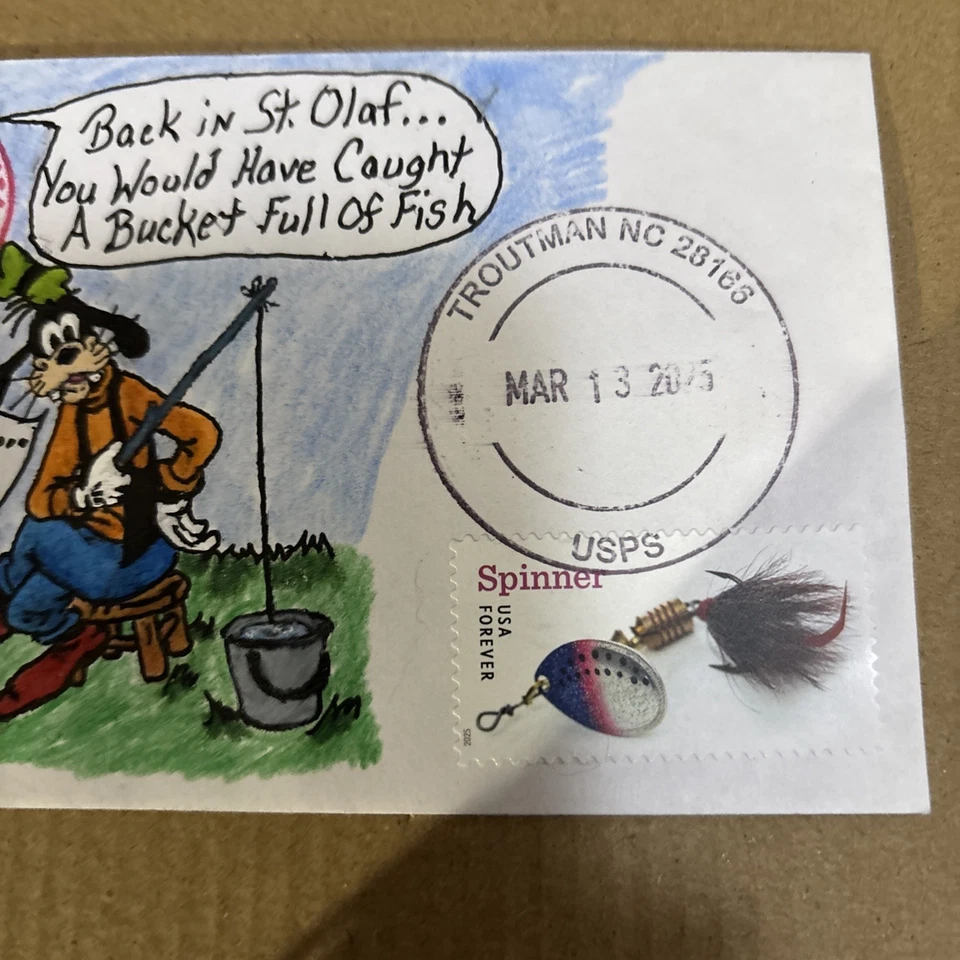 Back in St. Olaf...
You Would Have Caught
A Bucket Full Of Fish
TROUTMAN NC 28166
MAR 13 2025
USPS
Spinner
USA
FOREVER
2025
...